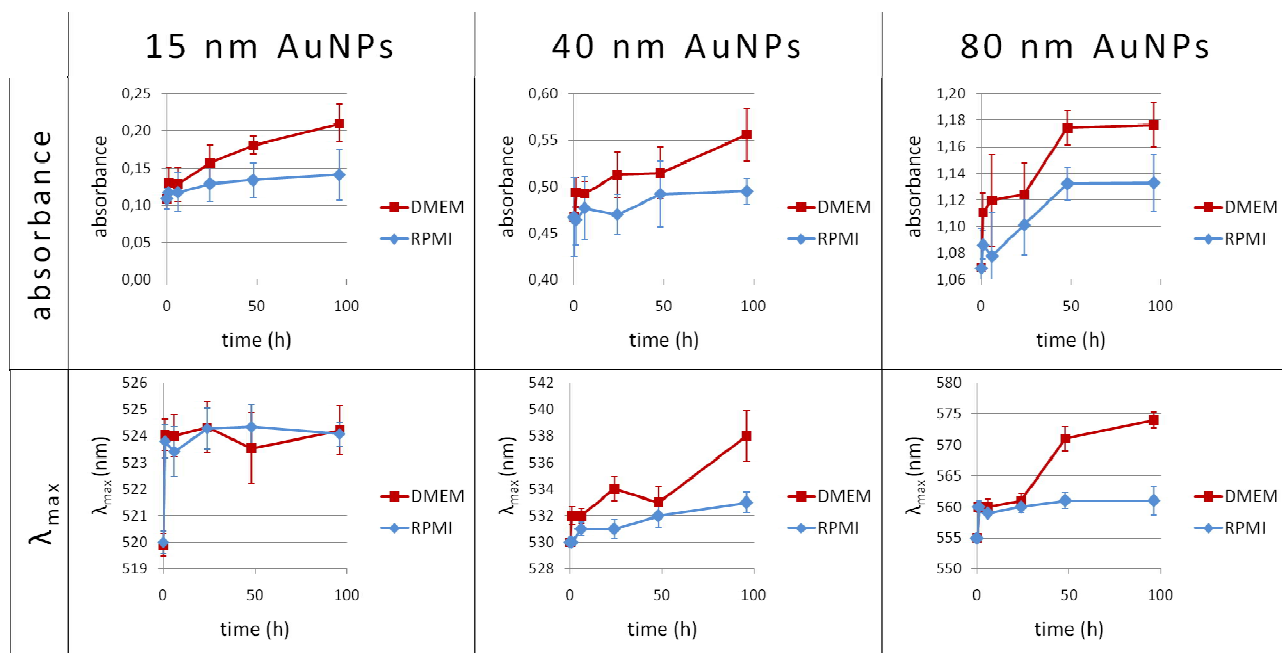 15 nm AuNPs
40 nm AuNPs
80 nm AuNPs
absorbance
absorbance
0,25
0,20
0,15
0,10
0,05
0,00
0
50
100
time (h)
DMEM
RPMI
absorbance
0,60
0,55
0,50
0,45
0,40
0
50
100
time (h)
DMEM
RPMI
absorbance
1,20
1,18
1,16
1,14
1,12
1,10
1,08
1,06
0
50
100
time (h)
DMEM
RPMI
λmax
λmax (nm)
526
525
524
523
522
521
520
519
0
50
100
time (h)
DMEM
RPMI
λmax (nm)
542
540
538
536
534
532
530
528
0
50
100
time (h)
DMEM
RPMI
λmax (nm)
580
575
570
565
560
555
550
0
50
100
time (h)
DMEM
RPMI